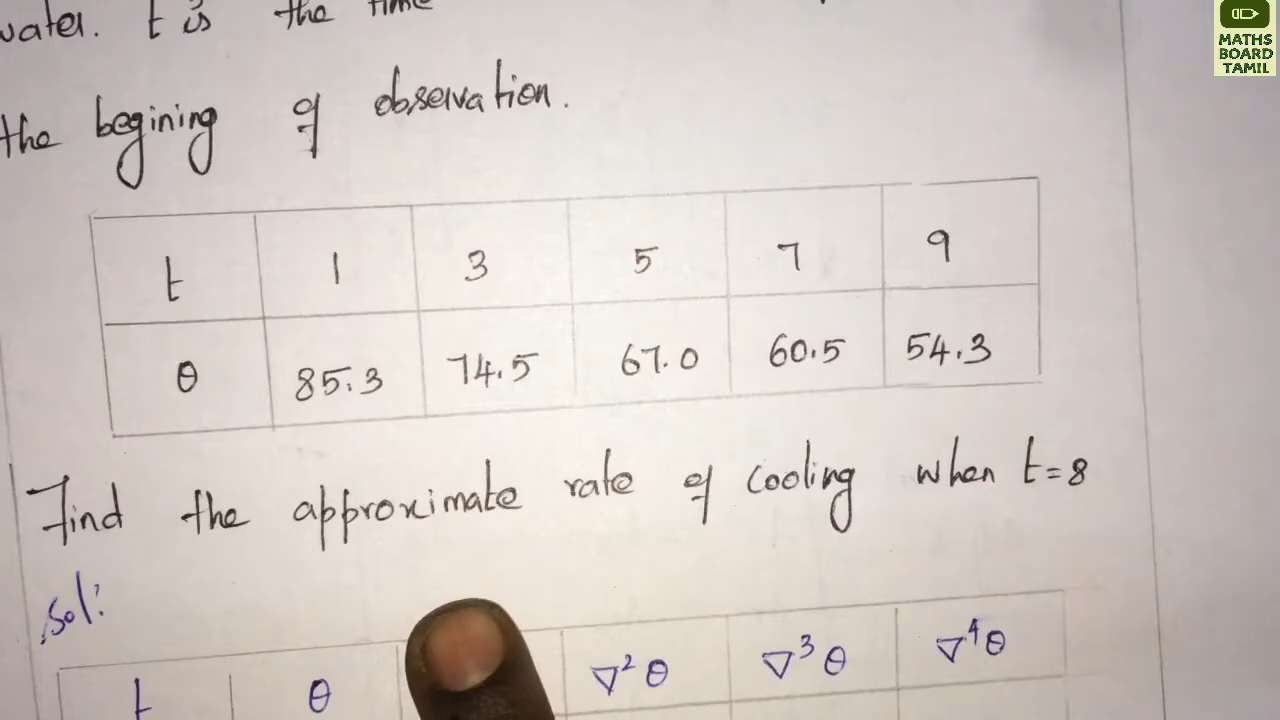 water. t is the time
the begining of observation.
t 1 3 5 7 9
θ 85.3 74.5 67.0 60.5 54.3
Find the approximate rate of cooling when t=8
Sol:
t θ ∇²θ ∇³θ ∇⁴θ
MATHS
BOARD
TAMIL